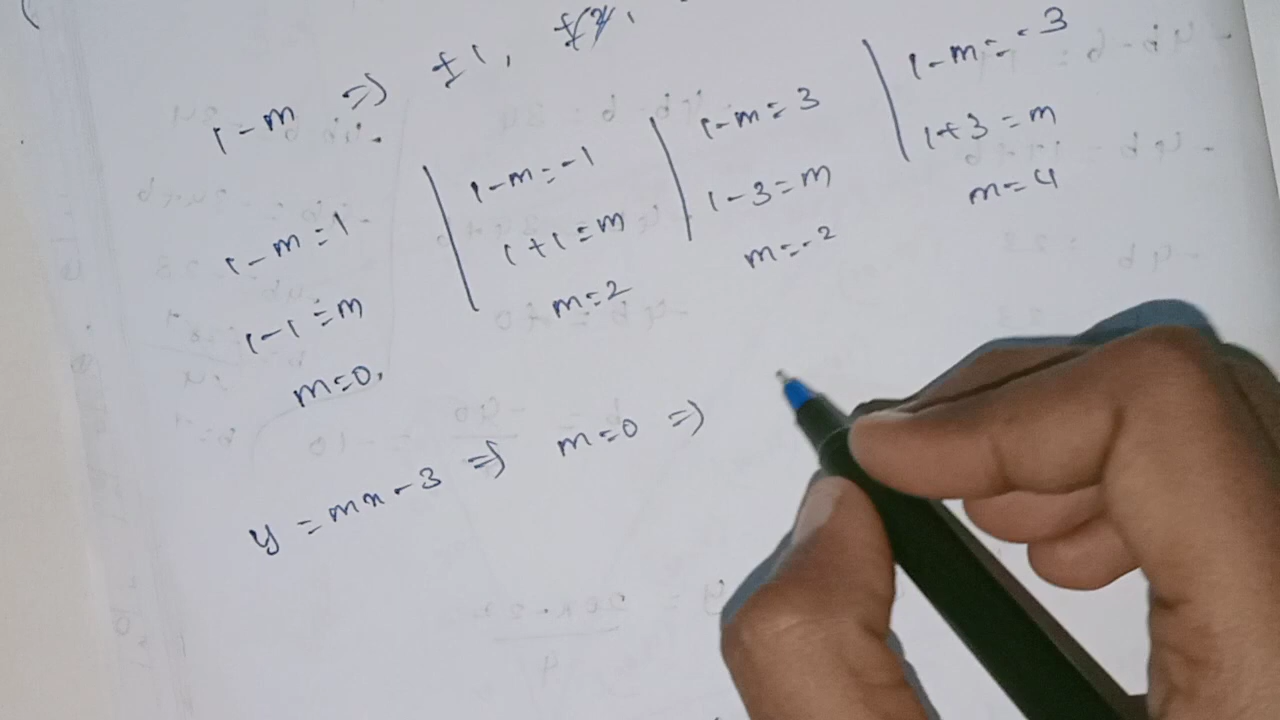 1-m ⇒ ±1,
1-m=1
1-1=m
m=0,
1-m=-1
1+1=m
m=2
1-m=3
1-3=m
m=-2
1-m=-3
1+3=m
m=4
y=mx-3 ⇒ m=0 ⇒